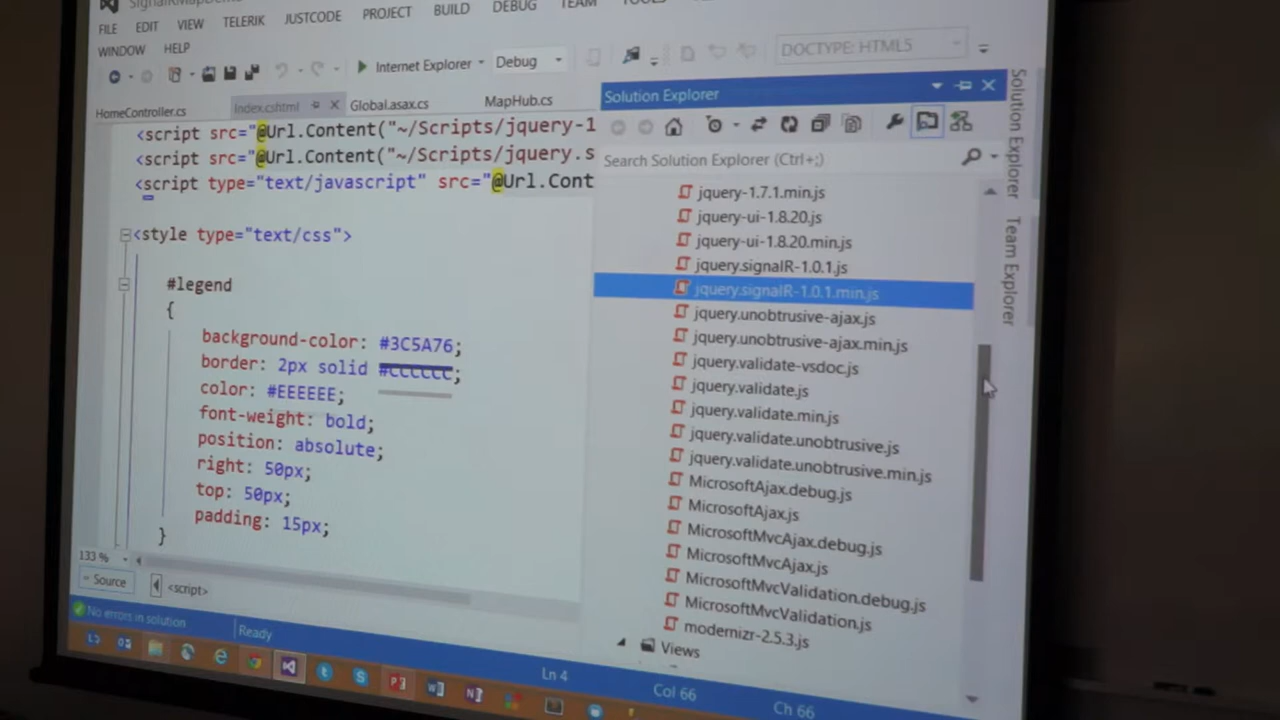 SignalRMapDemo
FILE EDIT VIEW TELERIK JUSTCODE PROJECT BUILD DEBUG TEAM TOOLS
WINDOW HELP
Internet Explorer Debug DOCTYPE: HTML5
HomeController.cs Index.cshtml Global.asax.cs MapHub.cs
<script src="@Url.Content("~/Scripts/jquery-1
<script src="@Url.Content("~/Scripts/jquery.s
<script type="text/javascript" src="@Url.Cont
<style type="text/css">
#legend
{
background-color: #3C5A76;
border: 2px solid #CCCCCC;
color: #EEEEEE;
font-weight: bold;
position: absolute;
right: 50px;
top: 50px;
padding: 15px;
}
133 %
Source <script>
No errors in solution Ready Ln 4 Col 66 Ch 66
Solution Explorer
Search Solution Explorer (Ctrl+;)
jquery-1.7.1.min.js
jquery-ui-1.8.20.js
jquery-ui-1.8.20.min.js
jquery.signalR-1.0.1.js
jquery.signalR-1.0.1.min.js
jquery.unobtrusive-ajax.js
jquery.unobtrusive-ajax.min.js
jquery.validate-vsdoc.js
jquery.validate.js
jquery.validate.min.js
jquery.validate.unobtrusive.js
jquery.validate.unobtrusive.min.js
MicrosoftAjax.debug.js
MicrosoftAjax.js
MicrosoftMvcAjax.debug.js
MicrosoftMvcAjax.js
MicrosoftMvcValidation.debug.js
MicrosoftMvcValidation.js
modernizr-2.5.3.js
Views
Solution Explorer
Team Explorer